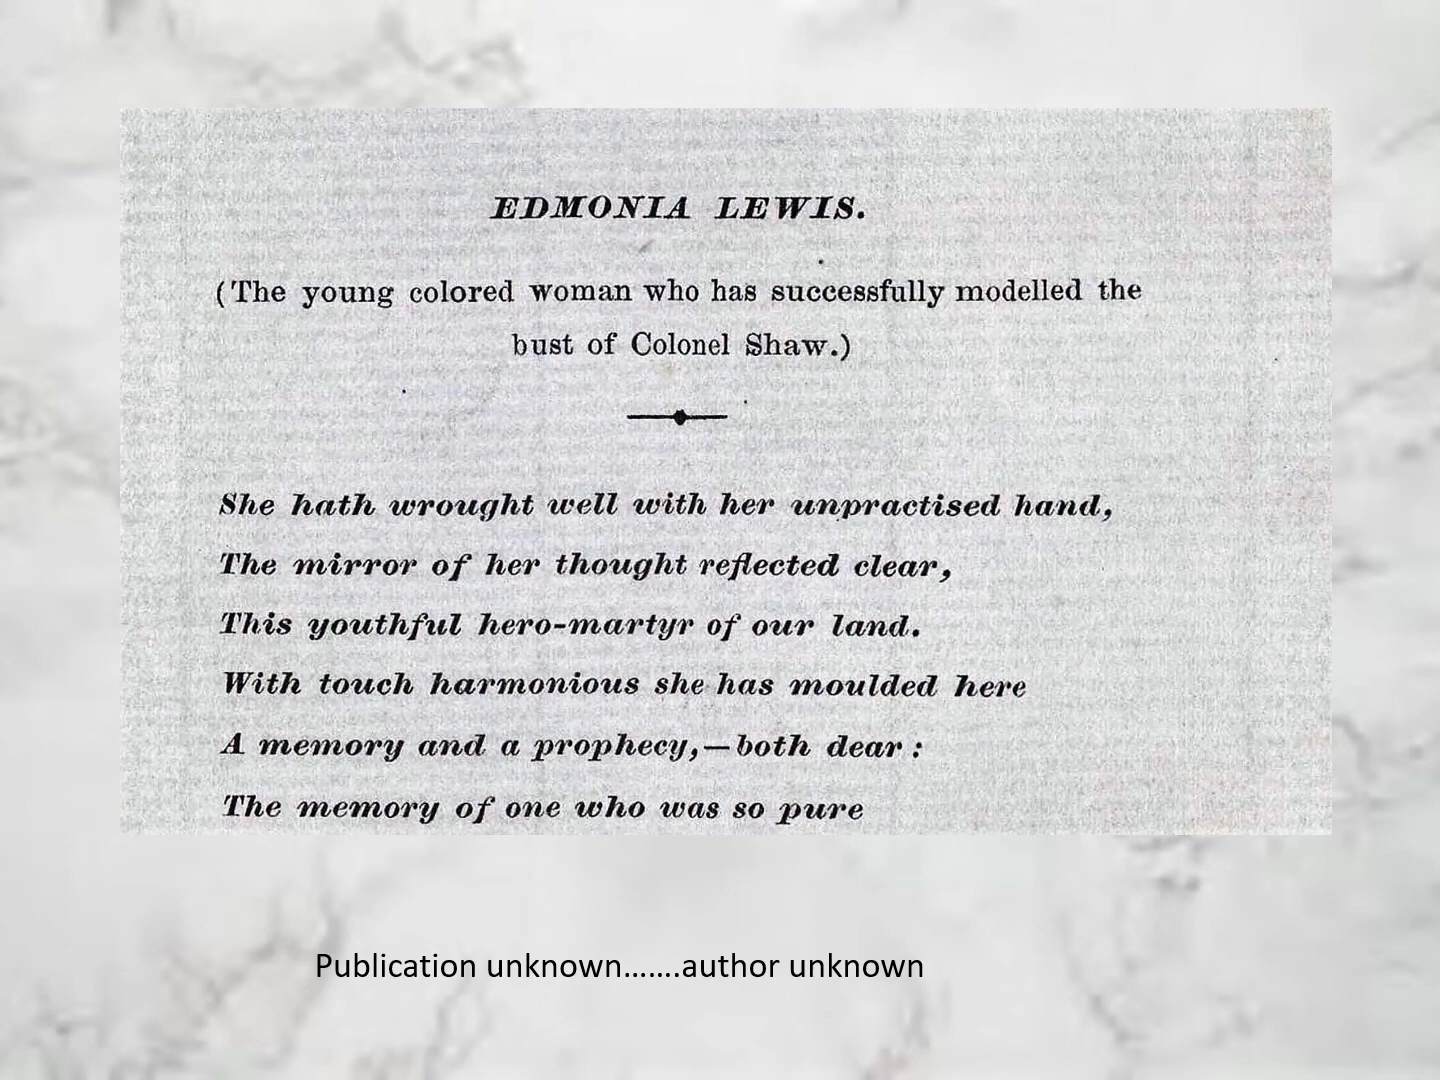 EDMONIA LEWIS.
(The young colored woman who has successfully modelled the
bust of Colonel Shaw.)
She hath wrought well with her unpractised hand,
The mirror of her thought reflected clear,
This youthful hero-martyr of our land.
With touch harmonious she has moulded here
A memory and a prophecy,—both dear :
The memory of one who was so pure
Publication unknown…….author unknown